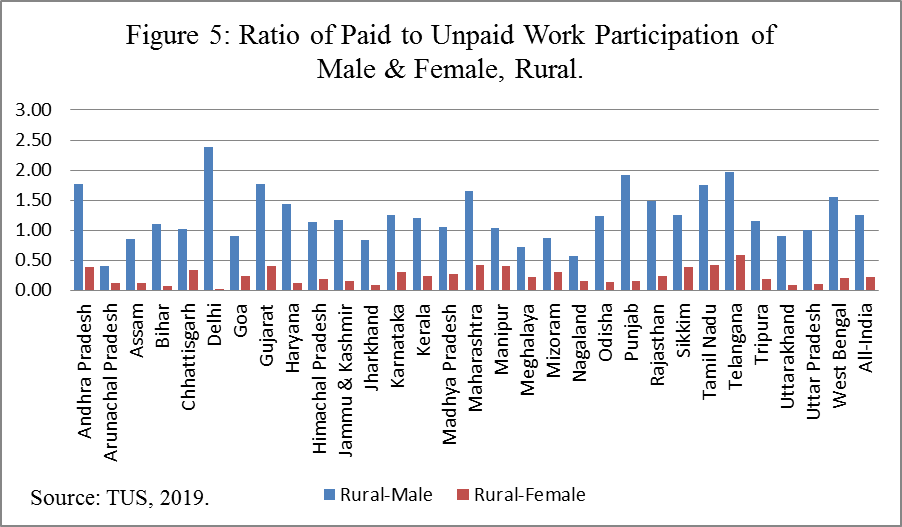 Figure 5: Ratio of Paid to Unpaid Work Participation of
Male & Female, Rural.
3.00
2.50
2.00
1.50
1.00
0.50
0.00
Andhra Pradesh
Arunachal Pradesh
Assam
Bihar
Chhattisgarh
Delhi
Goa
Gujarat
Haryana
Himachal Pradesh
Jammu & Kashmir
Jharkhand
Karnataka
Kerala
Madhya Pradesh
Maharashtra
Manipur
Meghalaya
Mizoram
Nagaland
Odisha
Punjab
Rajasthan
Sikkim
Tamil Nadu
Telangana
Tripura
Uttarakhand
Uttar Pradesh
West Bengal
All-India
Source: TUS, 2019.
Rural-Male
Rural-Female